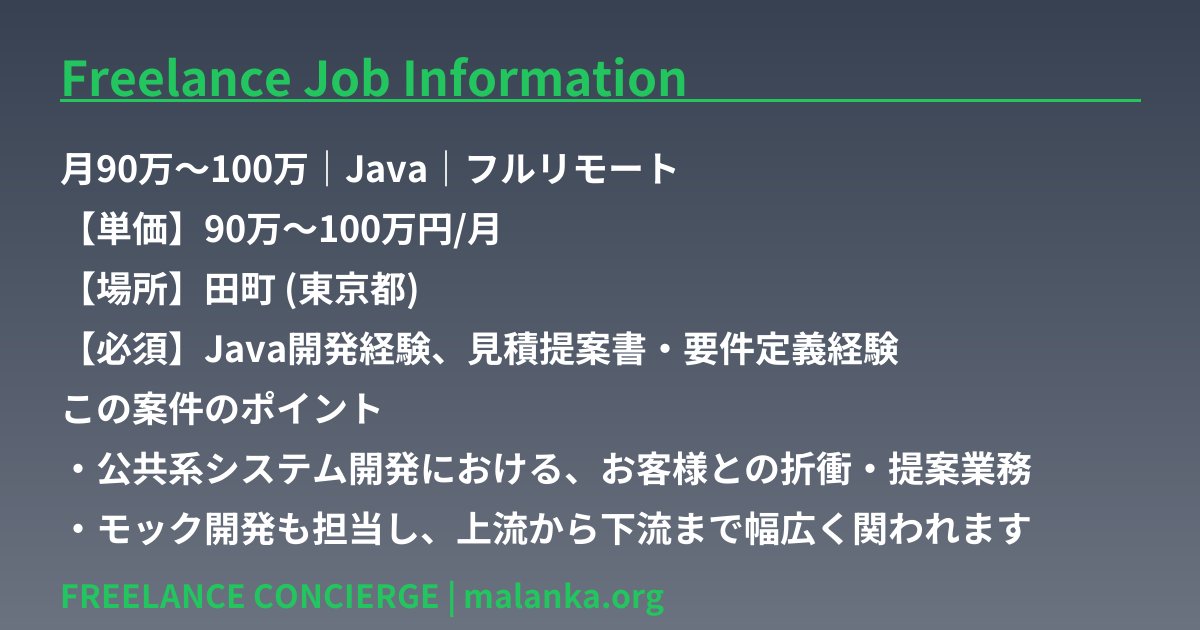 Freelance Job Information
月90万〜100万｜Java｜フルリモート
【単価】90万〜100万円/月
【場所】田町 (東京都)
【必須】Java開発経験、見積提案書・要件定義経験
この案件のポイント
・公共系システム開発における、お客様との折衝・提案業務
・モック開発も担当し、上流から下流まで幅広く関われます
FREELANCE CONCIERGE | malanka.org